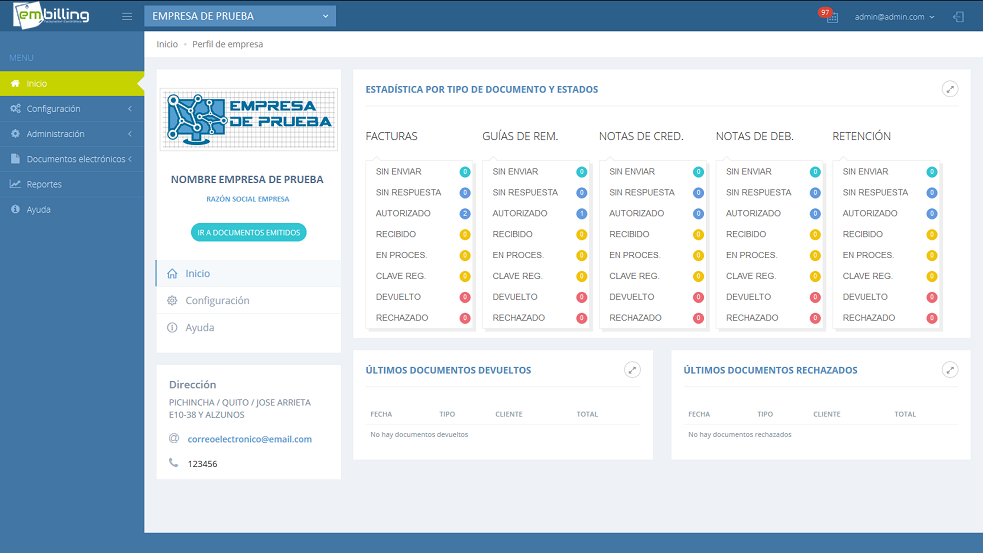 embilling
EMPRESA DE PRUEBA
97
admin@admin.com
MENU
Inicio
Configuración
Administración
Documentos electrónicos
Reportes
Ayuda
Inicio Perfil de empresa
EMPRESA
DE PRUEBA
NOMBRE EMPRESA DE PRUEBA
RAZÓN SOCIAL EMPRESA
IR A DOCUMENTOS EMITIDOS
Inicio
Configuración
Ayuda
Dirección
PICHINCHA / QUITO / JOSE ARRIETA
E10-38 Y ALZUNOS
@ correoelectronico@email.com
123456
ESTADÍSTICA POR TIPO DE DOCUMENTO Y ESTADOS
FACTURAS
SIN ENVIAR 0
SIN RESPUESTA 0
AUTORIZADO 2
RECIBIDO 0
EN PROCES. 0
CLAVE REG. 0
DEVUELTO 0
RECHAZADO 0
GUÍAS DE REM.
SIN ENVIAR 0
SIN RESPUESTA 0
AUTORIZADO 1
RECIBIDO 0
EN PROCES. 0
CLAVE REG. 0
DEVUELTO 0
RECHAZADO 0
NOTAS DE CRED.
SIN ENVIAR 0
SIN RESPUESTA 0
AUTORIZADO 0
RECIBIDO 0
EN PROCES. 0
CLAVE REG. 0
DEVUELTO 0
RECHAZADO 0
NOTAS DE DEB.
SIN ENVIAR 0
SIN RESPUESTA 0
AUTORIZADO 0
RECIBIDO 0
EN PROCES. 0
CLAVE REG. 0
DEVUELTO 0
RECHAZADO 0
RETENCIÓN
SIN ENVIAR 0
SIN RESPUESTA 0
AUTORIZADO 0
RECIBIDO 0
EN PROCES. 0
CLAVE REG. 0
DEVUELTO 0
RECHAZADO 0
ÚLTIMOS DOCUMENTOS DEVUELTOS
FECHA TIPO CLIENTE TOTAL
No hay documentos devueltos
ÚLTIMOS DOCUMENTOS RECHAZADOS
FECHA TIPO CLIENTE TOTAL
No hay documentos rechazados